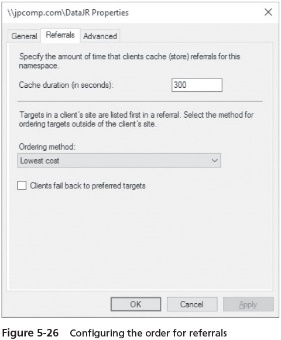 \\jpcomp.com\DataJR Properties
General Referrals Advanced
Specify the amount of time that clients cache (store) referrals for this
namespace.
Cache duration (in seconds): 300
Targets in a client's site are listed first in a referral. Select the method for
ordering targets outside of the client's site.
Ordering method:
Lowest cost
Clients fail back to preferred targets
OK Cancel Apply
Figure 5-26 Configuring the order for referrals